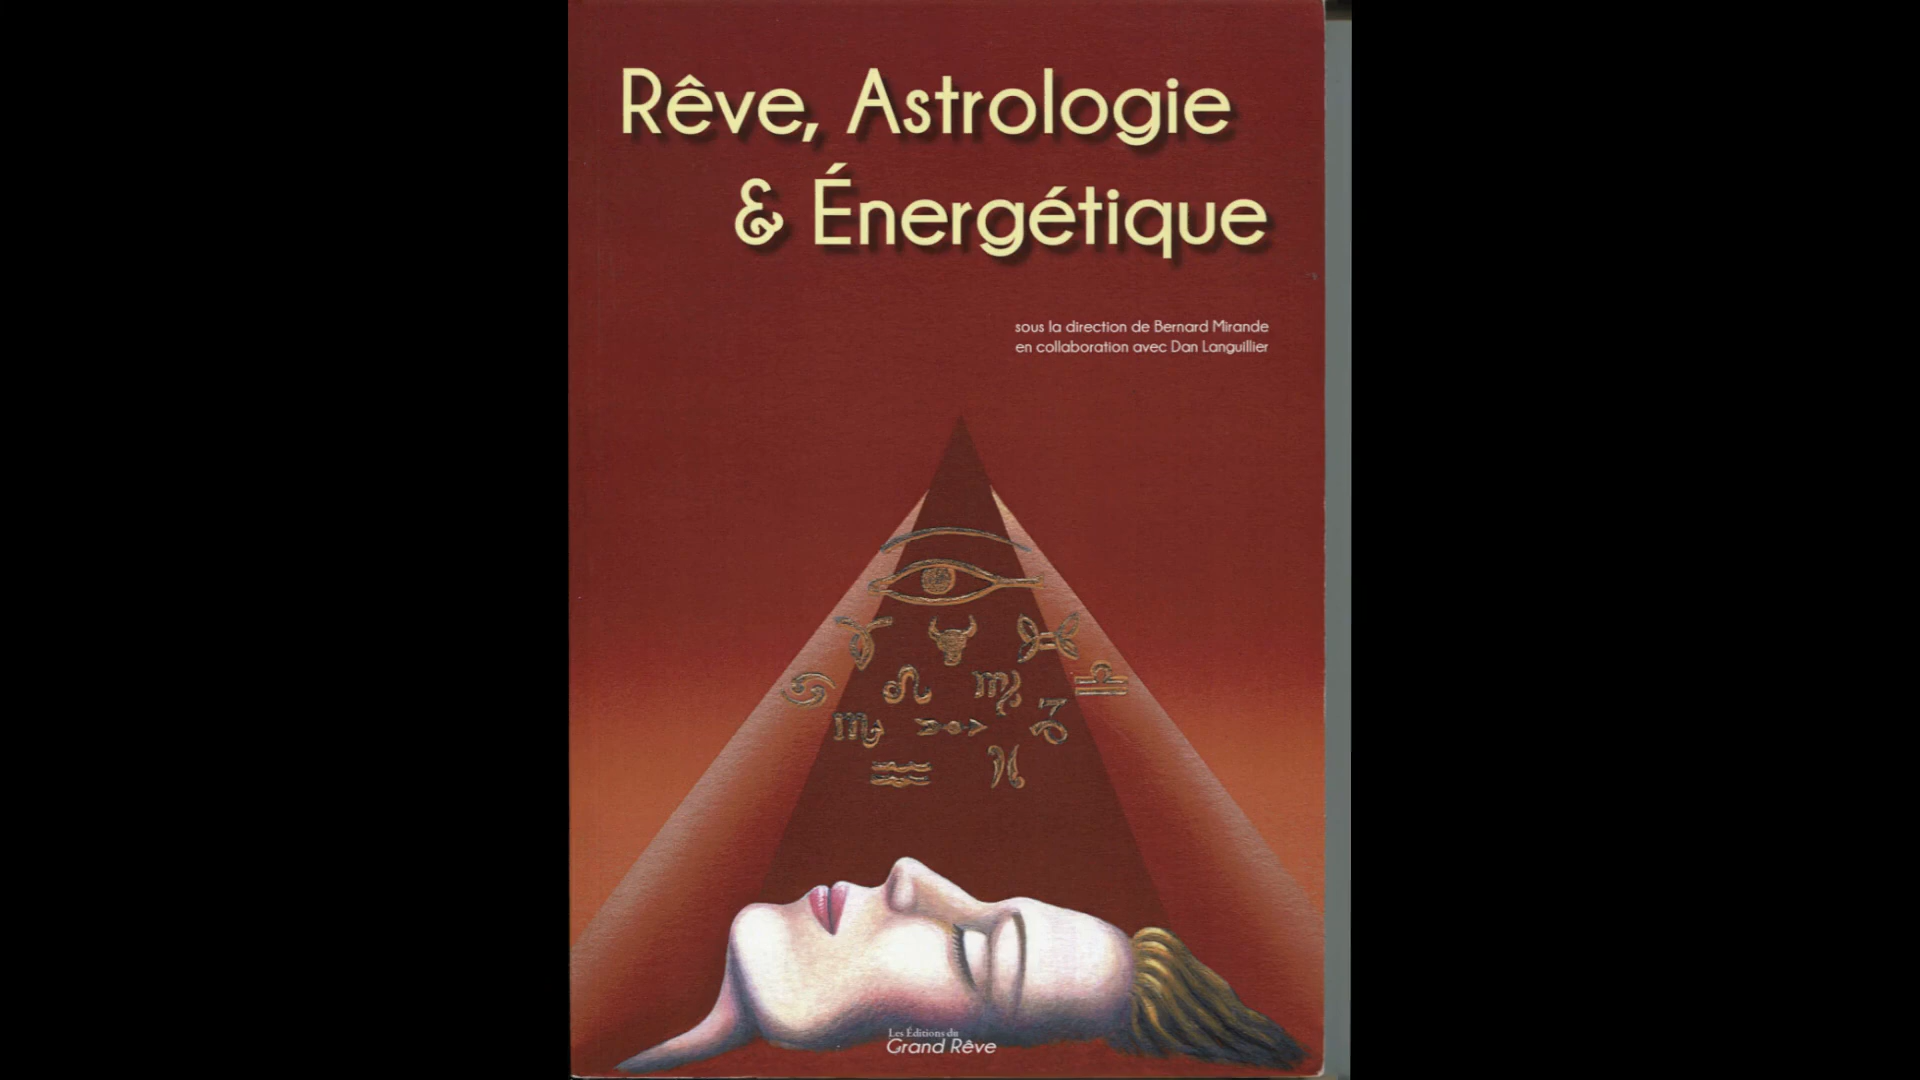 Rêve, Astrologie
& Énergétique
sous la direction de Bernard Mirande
en collaboration avec Dan Languillier
Les Éditions du
Grand Rêve